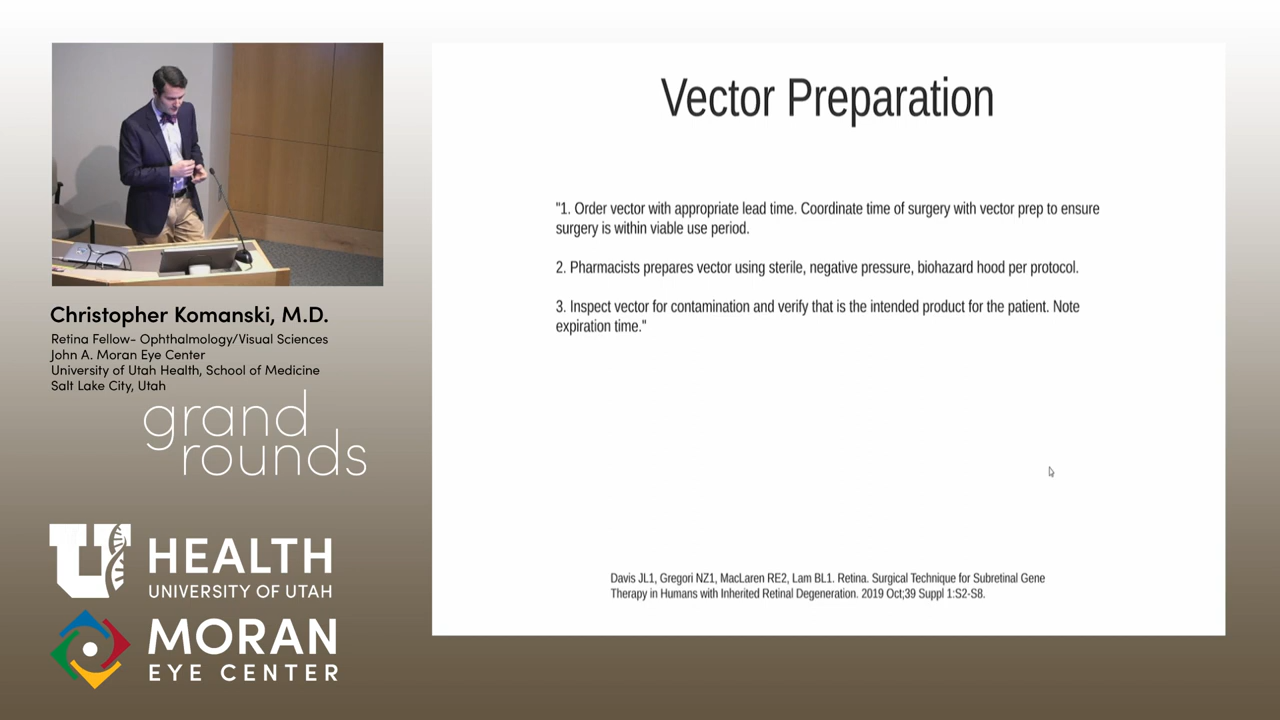 Vector Preparation
"1. Order vector with appropriate lead time. Coordinate time of surgery with vector prep to ensure
surgery is within viable use period.
2. Pharmacists prepares vector using sterile, negative pressure, biohazard hood per protocol.
3. Inspect vector for contamination and verify that is the intended product for the patient. Note
expiration time."
Davis JL1, Gregori NZ1, MacLaren RE2, Lam BL1. Retina. Surgical Technique for Subretinal Gene
Therapy in Humans with Inherited Retinal Degeneration. 2019 Oct;39 Suppl 1:S2-S8.
Christopher Komanski, M.D.
Retina Fellow- Ophthalmology/Visual Sciences
John A. Moran Eye Center
University of Utah Health, School of Medicine
Salt Lake City, Utah
grand
rounds
U HEALTH
UNIVERSITY OF UTAH
MORAN
EYE CENTER